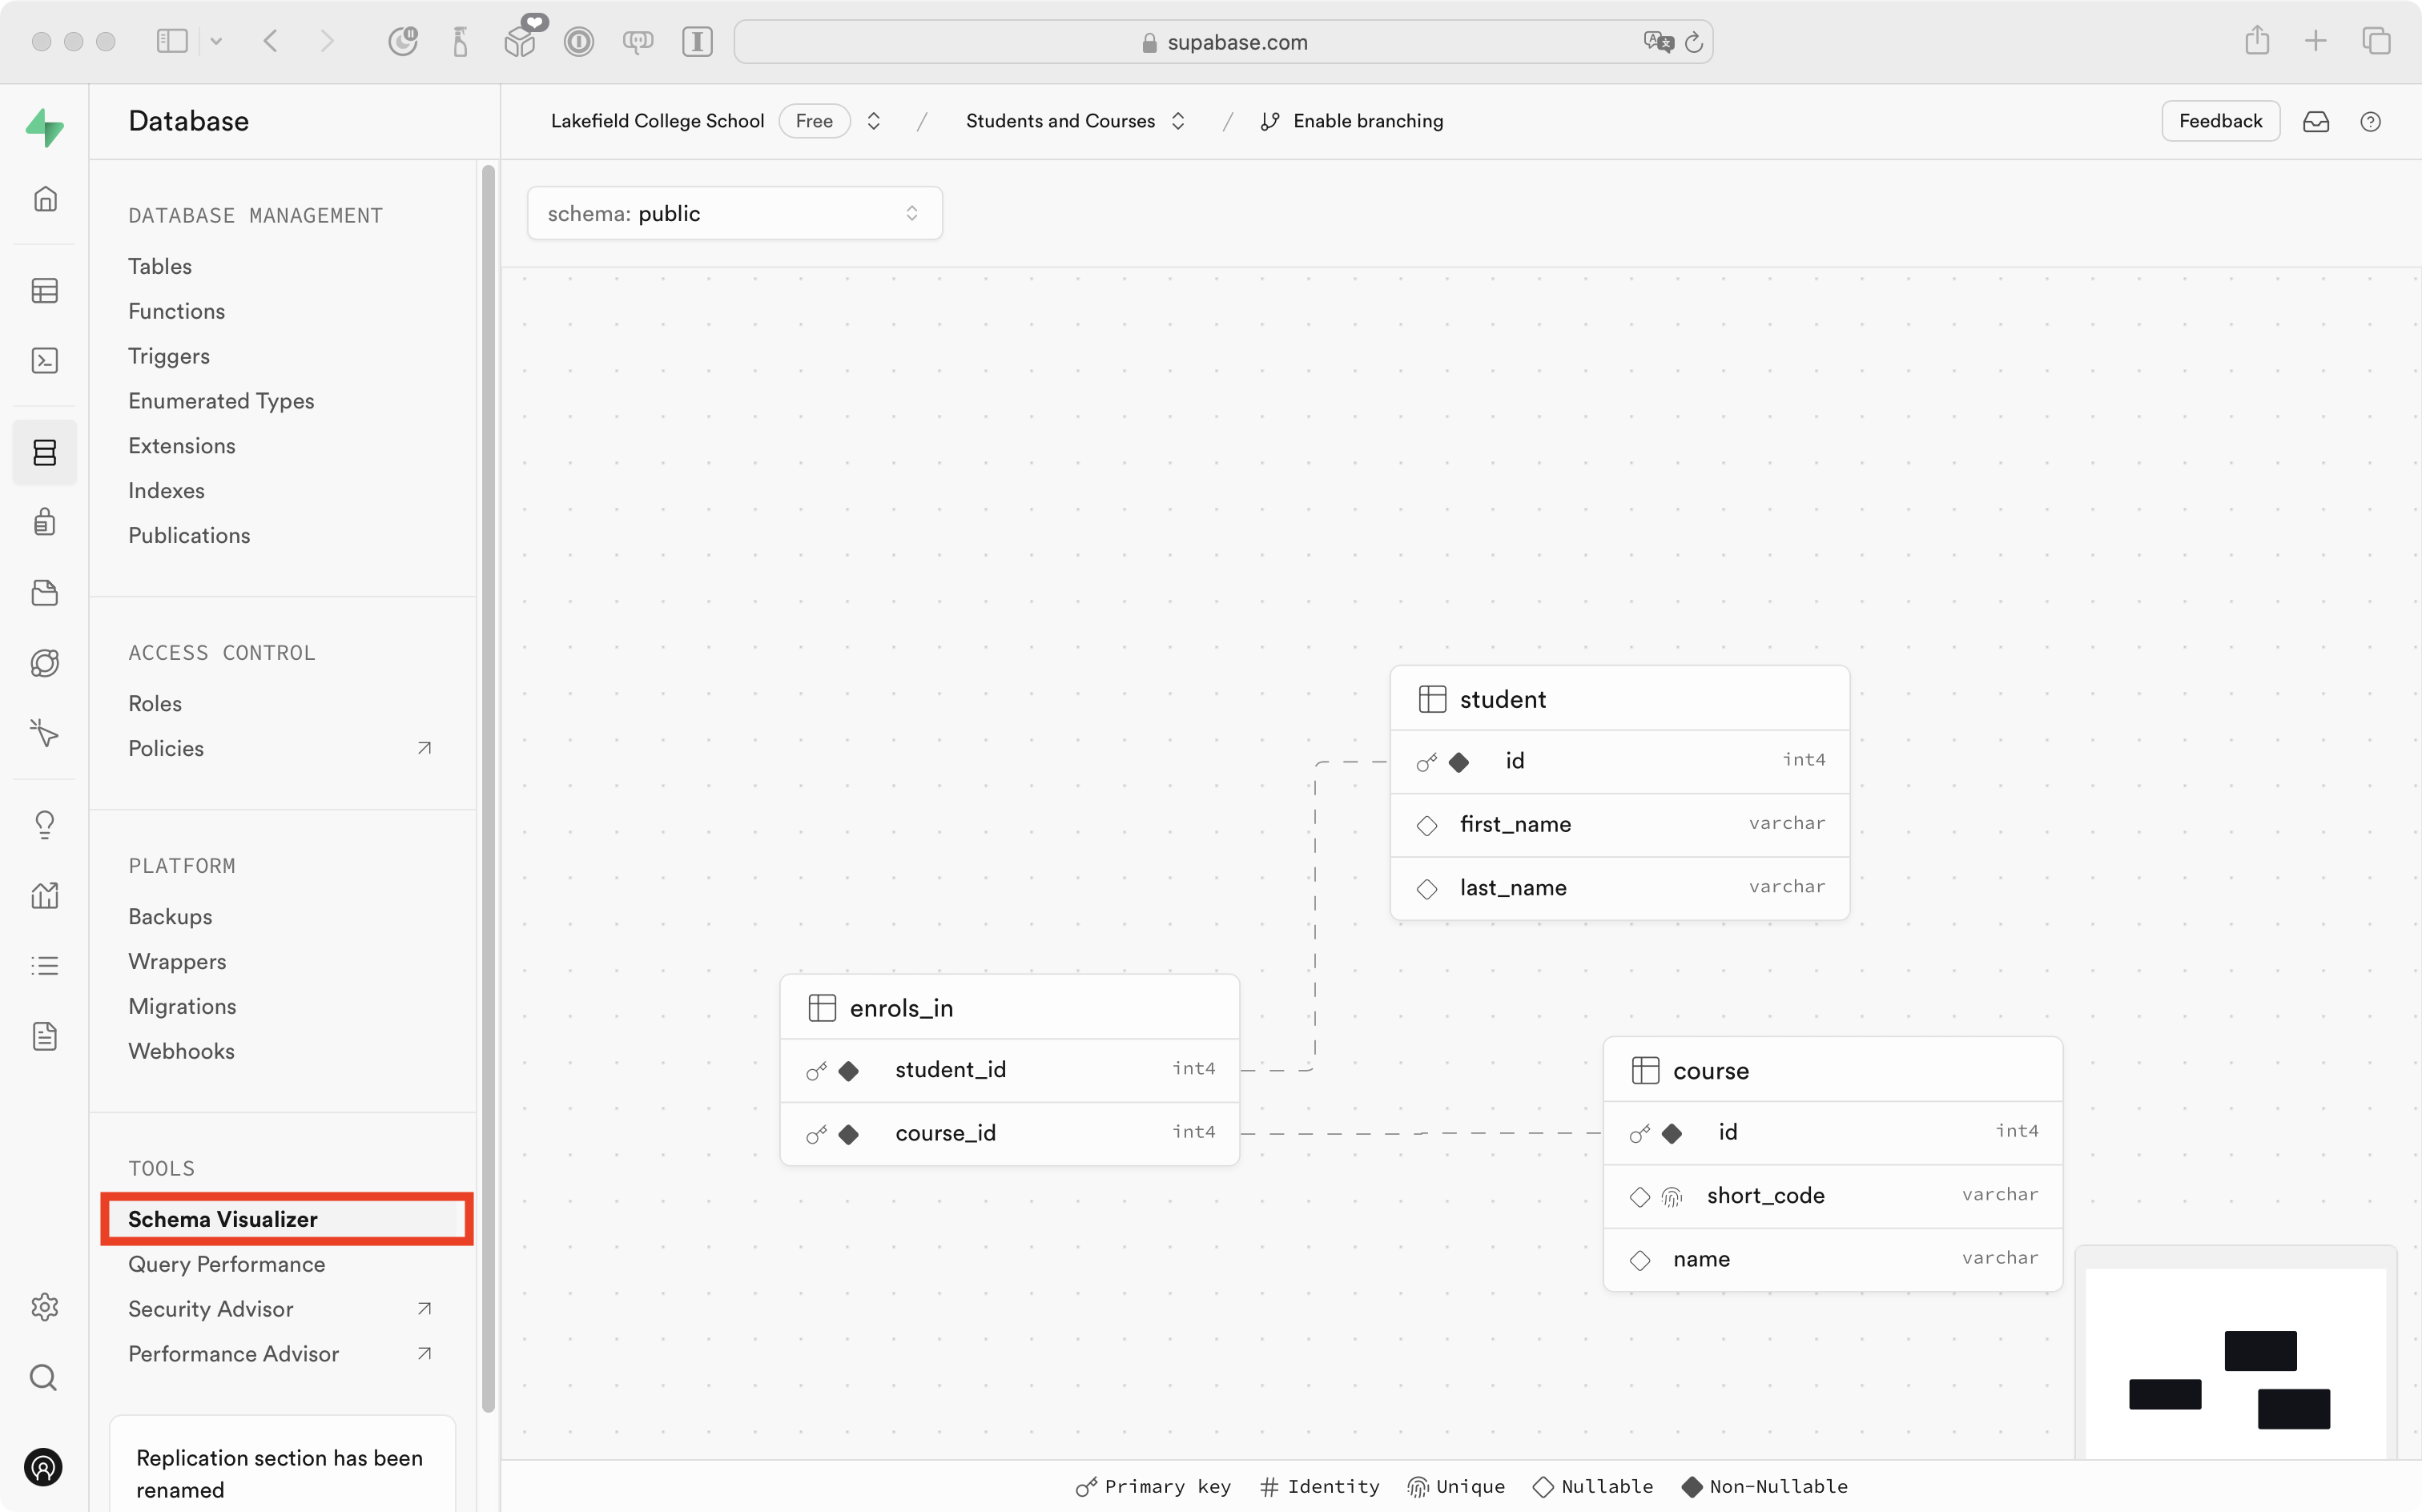 supabase.com
Database
Lakefield College School Free / Students and Courses / Enable branching
Feedback
DATABASE MANAGEMENT
Tables
Functions
Triggers
Enumerated Types
Extensions
Indexes
Publications
ACCESS CONTROL
Roles
Policies
PLATFORM
Backups
Wrappers
Migrations
Webhooks
TOOLS
Schema Visualizer
Query Performance
Security Advisor
Performance Advisor
Replication section has been
renamed
schema: public
student
id int4
first_name varchar
last_name varchar
enrols_in
student_id int4
course_id int4
course
id int4
short_code varchar
name varchar
Primary key # Identity Unique Nullable Non-Nullable